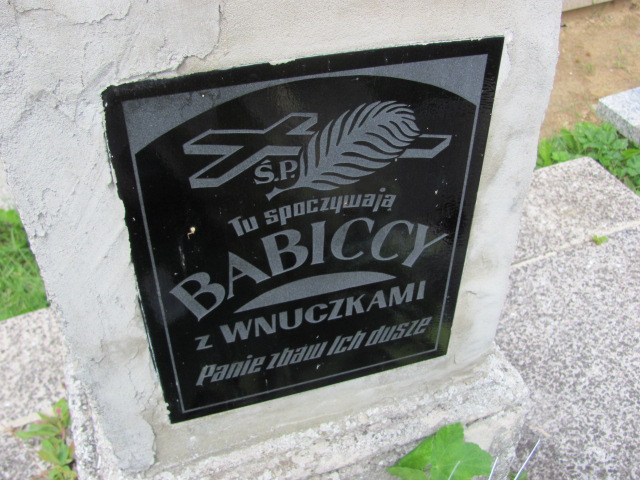 Ś.P.
Tu spoczywają
BABICCY
z WNUCZKAMI
Panie zbaw Ich dusze